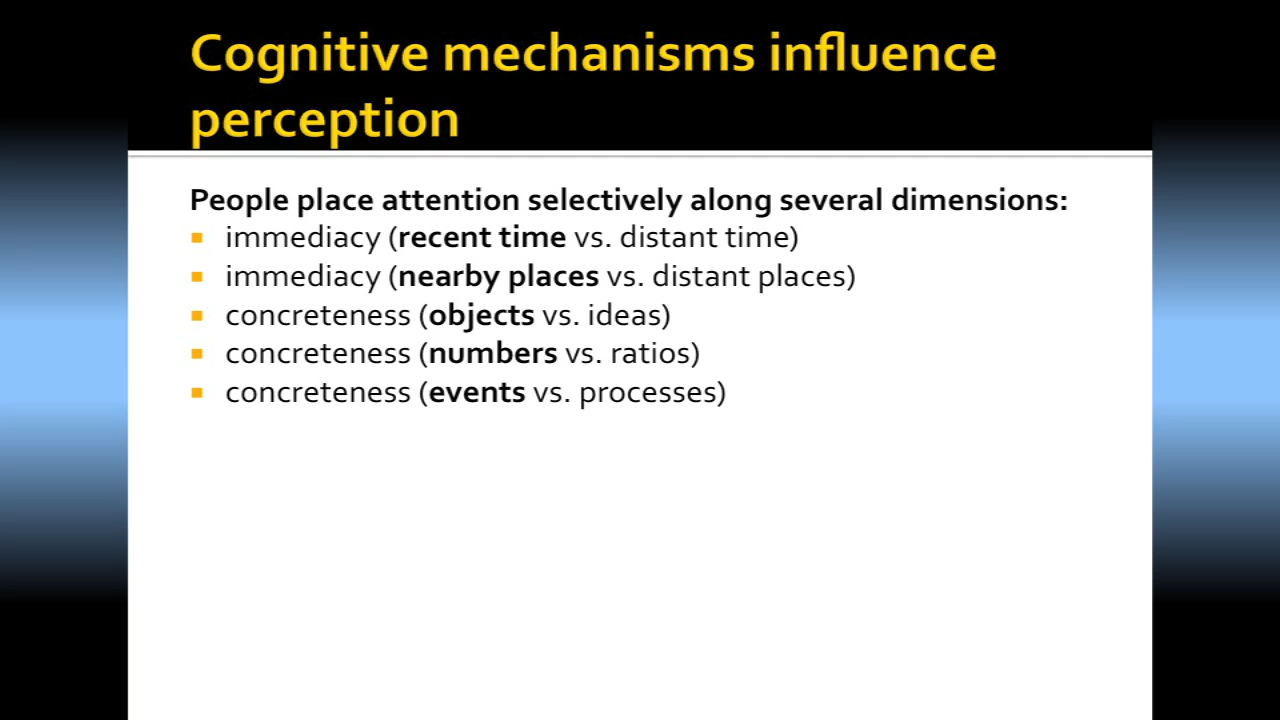 Cognitive mechanisms influence
perception
People place attention selectively along several dimensions:
immediacy (recent time vs. distant time)
immediacy (nearby places vs. distant places)
concreteness (objects vs. ideas)
concreteness (numbers vs. ratios)
concreteness (events vs. processes)